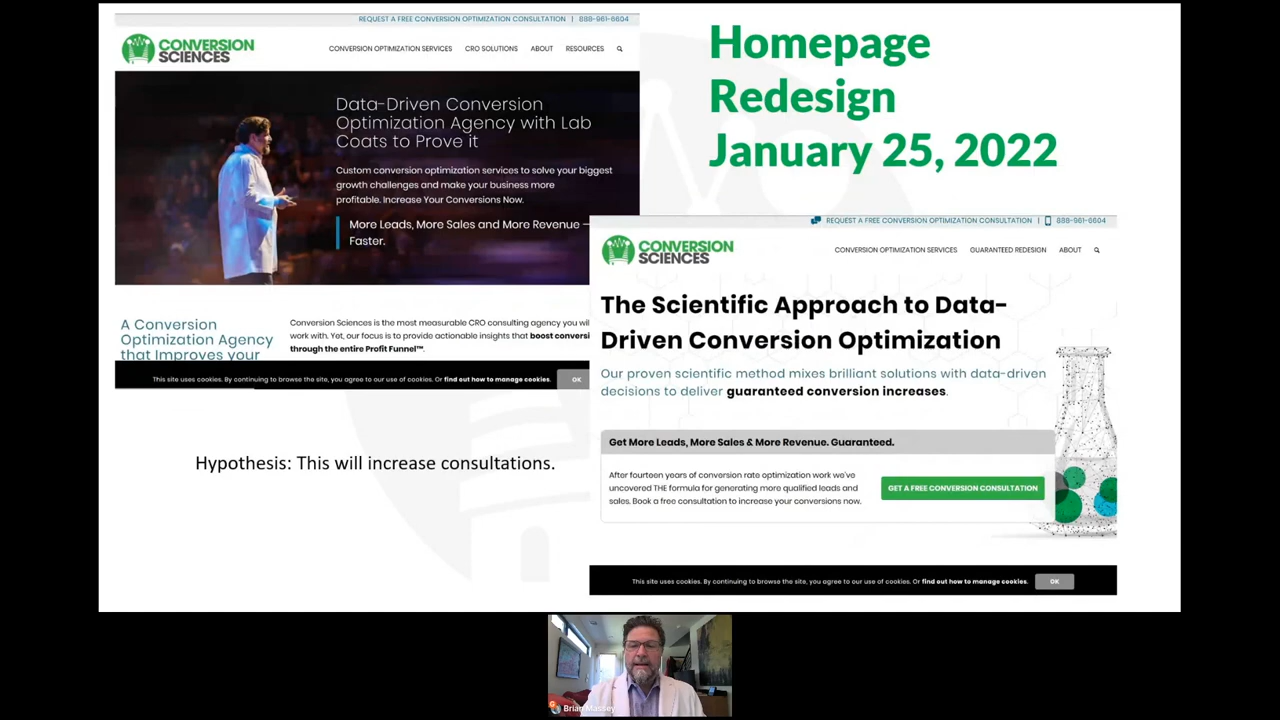 REQUEST A FREE CONVERSION OPTIMIZATION CONSULTATION | 888-961-6604
CONVERSION
SCIENCES
CONVERSION OPTIMIZATION SERVICES CRO SOLUTIONS ABOUT RESOURCES
Data-Driven Conversion
Optimization Agency with Lab
Coats to Prove it
Custom conversion optimization services to solve your biggest
growth challenges and make your business more
profitable. Increase Your Conversions Now.
More Leads, More Sales and More Revenue –
Faster.
A Conversion
Optimization Agency
that Improves your
Conversion Sciences is the most measurable CRO consulting agency you will
work with. Yet, our focus is to provide actionable insights that boost conversi
through the entire Profit Funnel™.
This site uses cookies. By continuing to browse the site, you agree to our use of cookies. Or find out how to manage cookies.
OK
Homepage
Redesign
January 25, 2022
REQUEST A FREE CONVERSION OPTIMIZATION CONSULTATION | 888-961-6604
CONVERSION
SCIENCES
CONVERSION OPTIMIZATION SERVICES GUARANTEED REDESIGN ABOUT
The Scientific Approach to Data-
Driven Conversion Optimization
Our proven scientific method mixes brilliant solutions with data-driven
decisions to deliver guaranteed conversion increases.
Get More Leads, More Sales & More Revenue. Guaranteed.
After fourteen years of conversion rate optimization work we've
uncovered THE formula for generating more qualified leads and
sales. Book a free consultation to increase your conversions now.
GET A FREE CONVERSION CONSULTATION
This site uses cookies. By continuing to browse the site, you agree to our use of cookies. Or find out how to manage cookies.
OK
Hypothesis: This will increase consultations.
Brian Massey